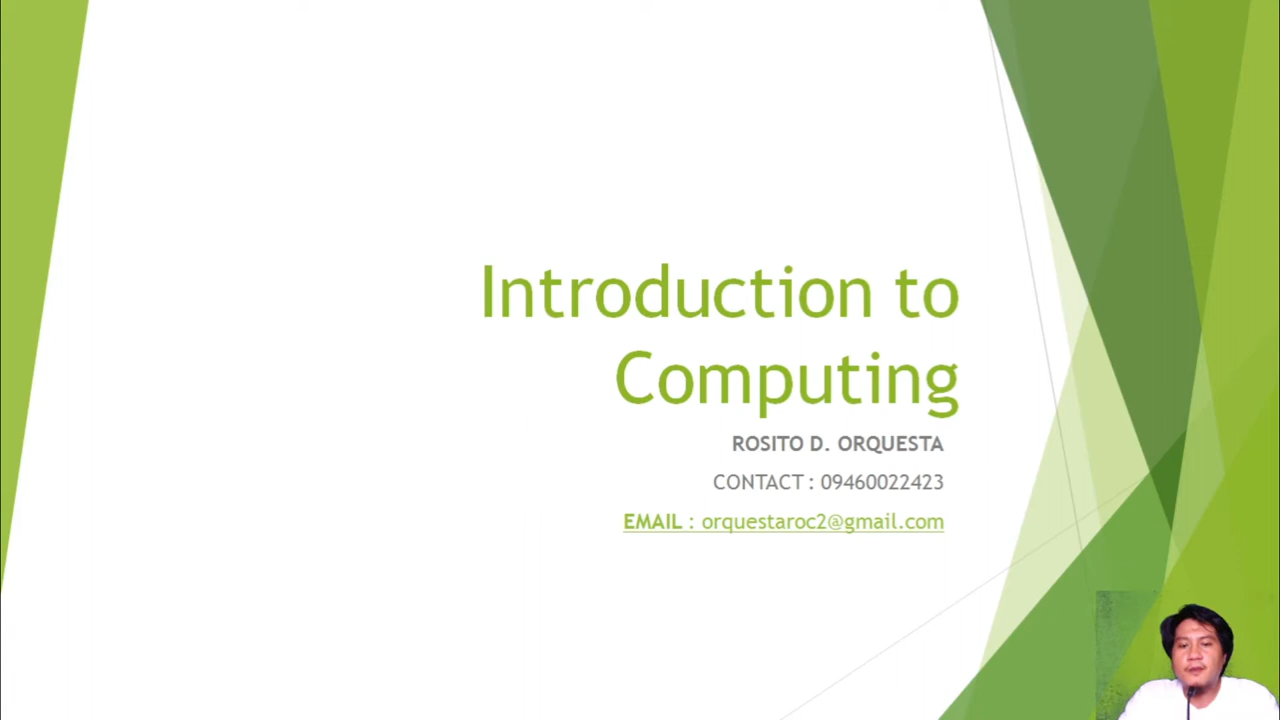 Introduction to
Computing
ROSITO D. ORQUESTA
CONTACT : 09460022423
EMAIL : orquestaroc2@gmail.com